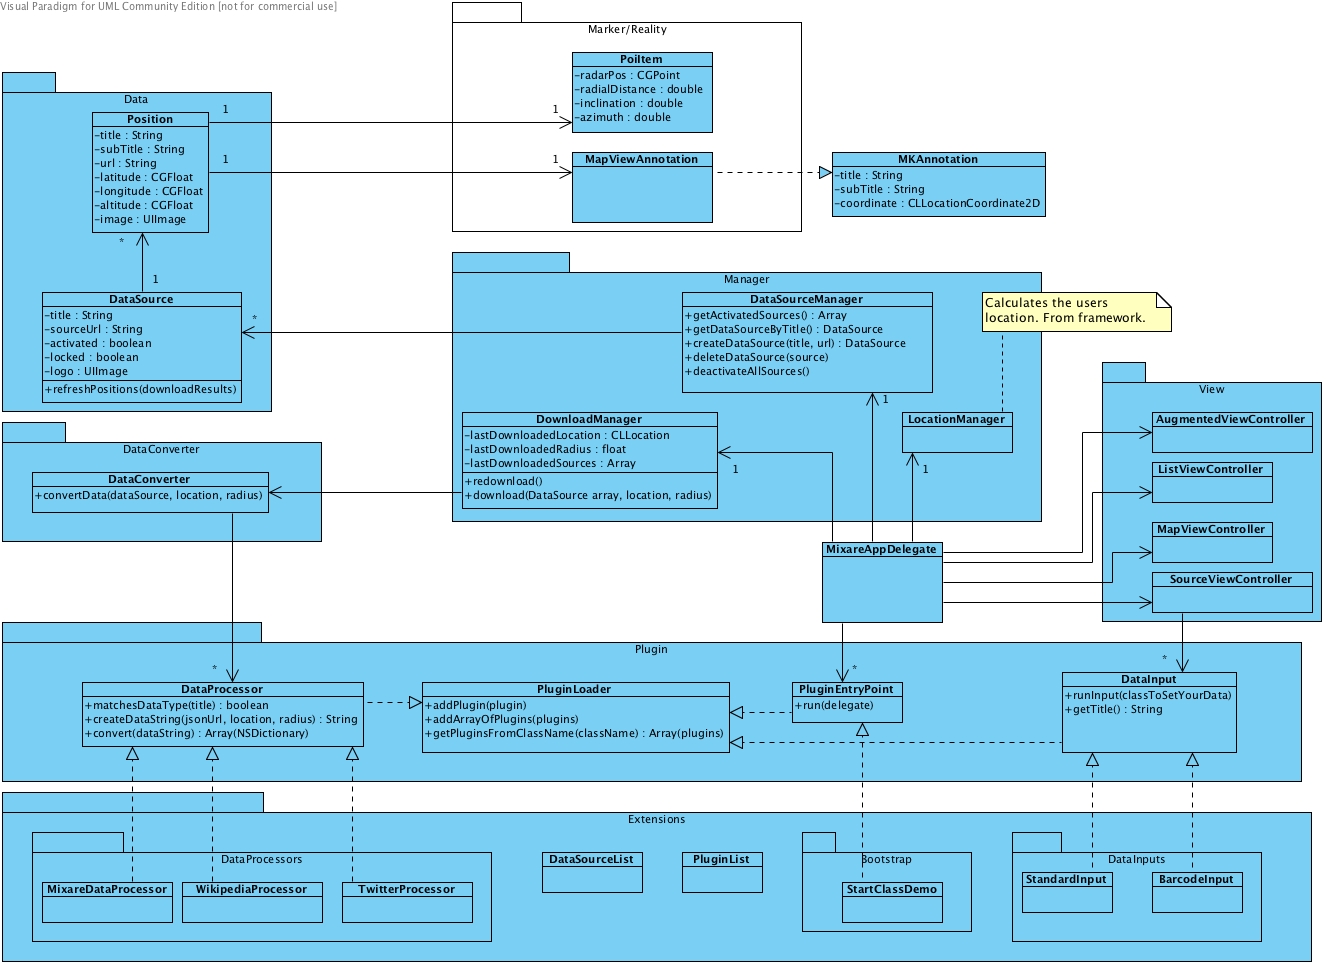 Visual Paradigm for UML Community Edition [not for commercial use]
Marker/Reality
PoiItem
-radarPos : CGPoint
-radialDistance : double
-inclination : double
-azimuth : double
MapViewAnnotation
MKAnnotation
-title : String
-subTitle : String
-coordinate : CLLocationCoordinate2D
1
1
1
1
Data
Position
-title : String
-subTitle : String
-url : String
-latitude : CGFloat
-longitude : CGFloat
-altitude : CGFloat
-image : UIImage
*
1
DataSource
-title : String
-sourceUrl : String
-activated : boolean
-locked : boolean
-logo : UIImage
+refreshPositions(downloadResults)
*
Manager
DataSourceManager
+getActivatedSources() : Array
+getDataSourceByTitle() : DataSource
+createDataSource(title, url) : DataSource
+deleteDataSource(source)
+deactivateAllSources()
Calculates the users
location. From framework.
1
DownloadManager
-lastDownloadedLocation : CLLocation
-lastDownloadedRadius : float
-lastDownloadedSources : Array
+redownload()
+download(DataSource array, location, radius)
1
LocationManager
1
View
AugmentedViewController
ListViewController
MapViewController
SourceViewController
DataConverter
DataConverter
+convertData(dataSource, location, radius)
MixareAppDelegate
Plugin
*
*
*
DataProcessor
+matchesDataType(title) : boolean
+createDataString(jsonUrl, location, radius) : String
+convert(dataString) : Array(NSDictionary)
PluginLoader
+addPlugin(plugin)
+addArrayOfPlugins(plugins)
+getPluginsFromClassName(className) : Array(plugins)
PluginEntryPoint
+run(delegate)
DataInput
+runInput(classToSetYourData)
+getTitle() : String
Extensions
DataProcessors
MixareDataProcessor
WikipediaProcessor
TwitterProcessor
DataSourceList
PluginList
Bootstrap
StartClassDemo
DataInputs
StandardInput
BarcodeInput